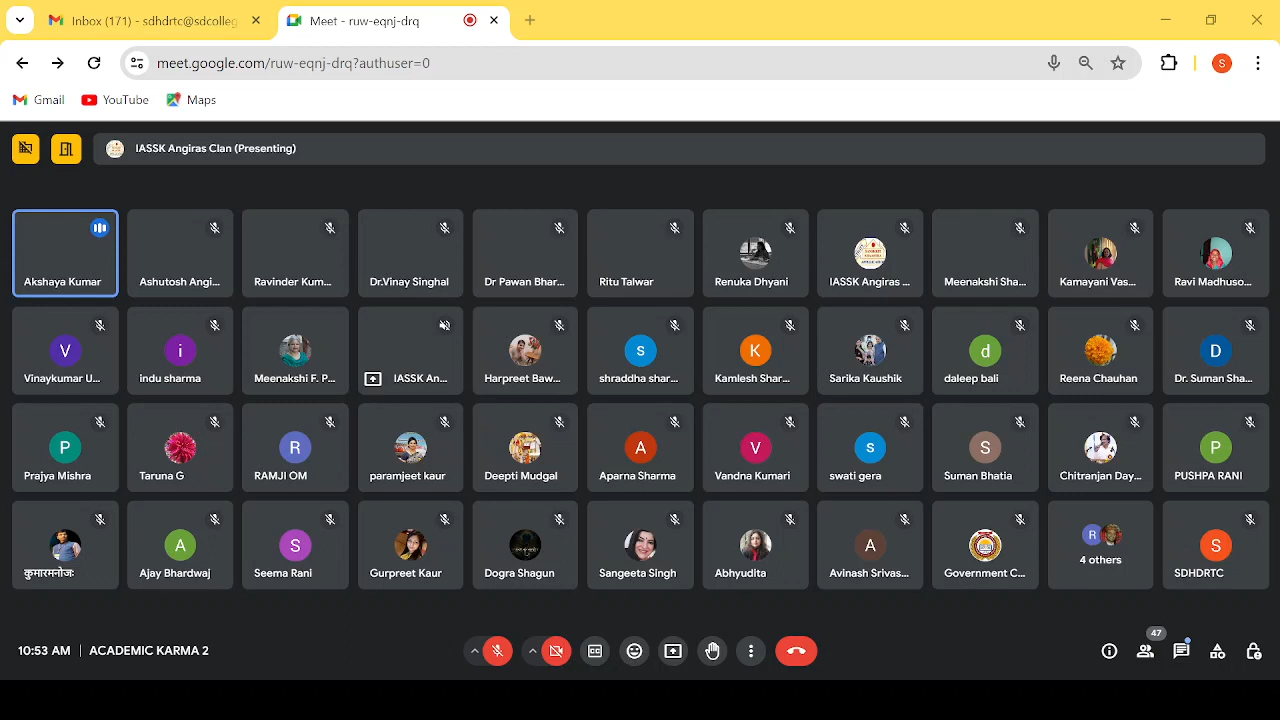 Inbox (171) - sdhdrtc@sdcolleg
Meet - ruw-eqnj-drq
meet.google.com/ruw-eqnj-drq?authuser=0
S
Gmail YouTube Maps
IASSK Angiras Clan (Presenting)
Akshaya Kumar Ashutosh Angi... Ravinder Kum... Dr.Vinay Singhal Dr Pawan Bhar... Ritu Talwar Renuka Dhyani IASSK Angiras ... Meenakshi Sha... Kamayani Vas... Ravi Madhuso...
V i s K d D
Vinaykumar U... indu sharma Meenakshi F. P... IASSK An... Harpreet Baw... shraddha shar... Kamlesh Shar... Sarika Kaushik daleep bali Reena Chauhan Dr. Suman Sha...
P R A V s S P
Prajya Mishra Taruna G RAMJI OM paramjeet kaur Deepti Mudgal Aparna Sharma Vandna Kumari swati gera Suman Bhatia Chitranjan Day... PUSHPA RANI
A S A R S
कुमारमनोजः Ajay Bhardwaj Seema Rani Gurpreet Kaur Dogra Shagun Sangeeta Singh Abhyudita Avinash Srivas... Government C... 4 others SDHDRTC
47
10:53 AM | ACADEMIC KARMA 2